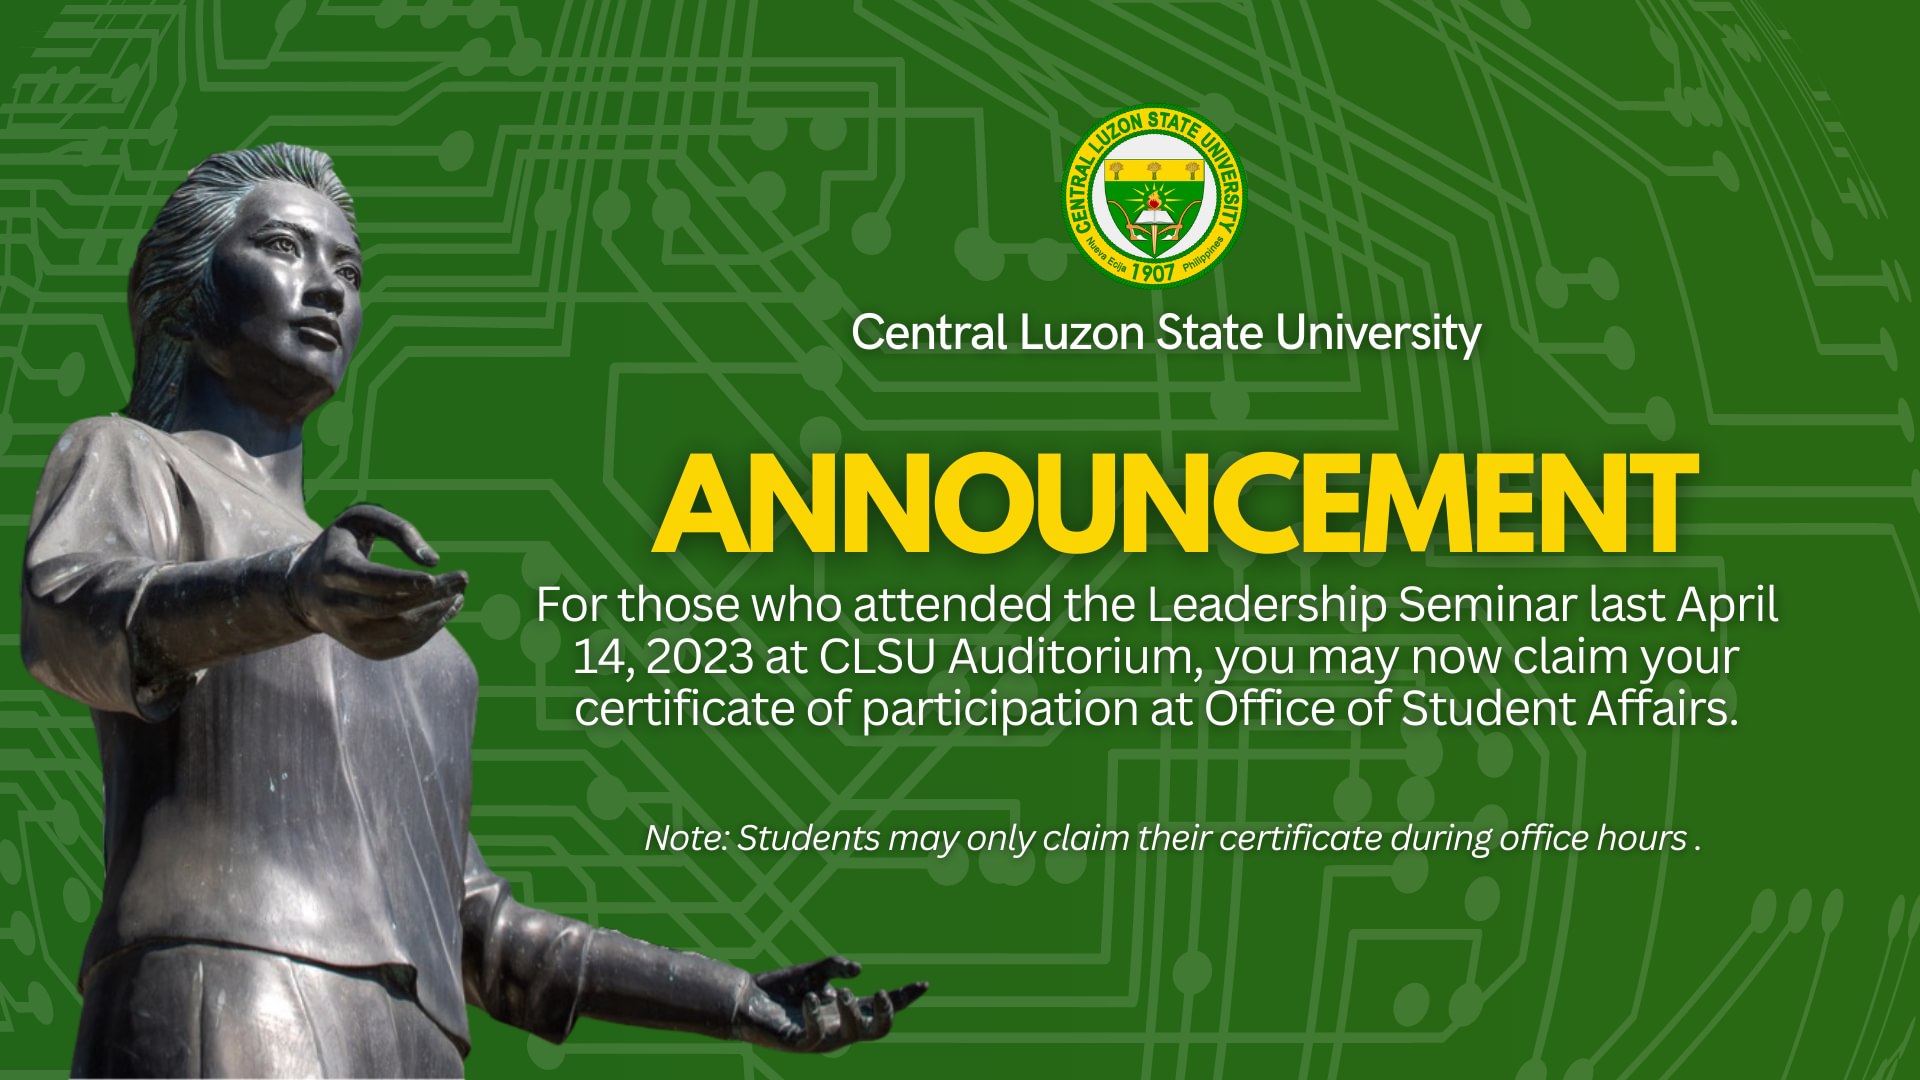 CENTRAL LUZON STATE UNIVERSITY
Nueva Ecija 1907 Philippines
Central Luzon State University
ANNOUNCEMENT
For those who attended the Leadership Seminar last April
14, 2023 at CLSU Auditorium, you may now claim your
certificate of participation at Office of Student Affairs.
Note: Students may only claim their certificate during office hours .